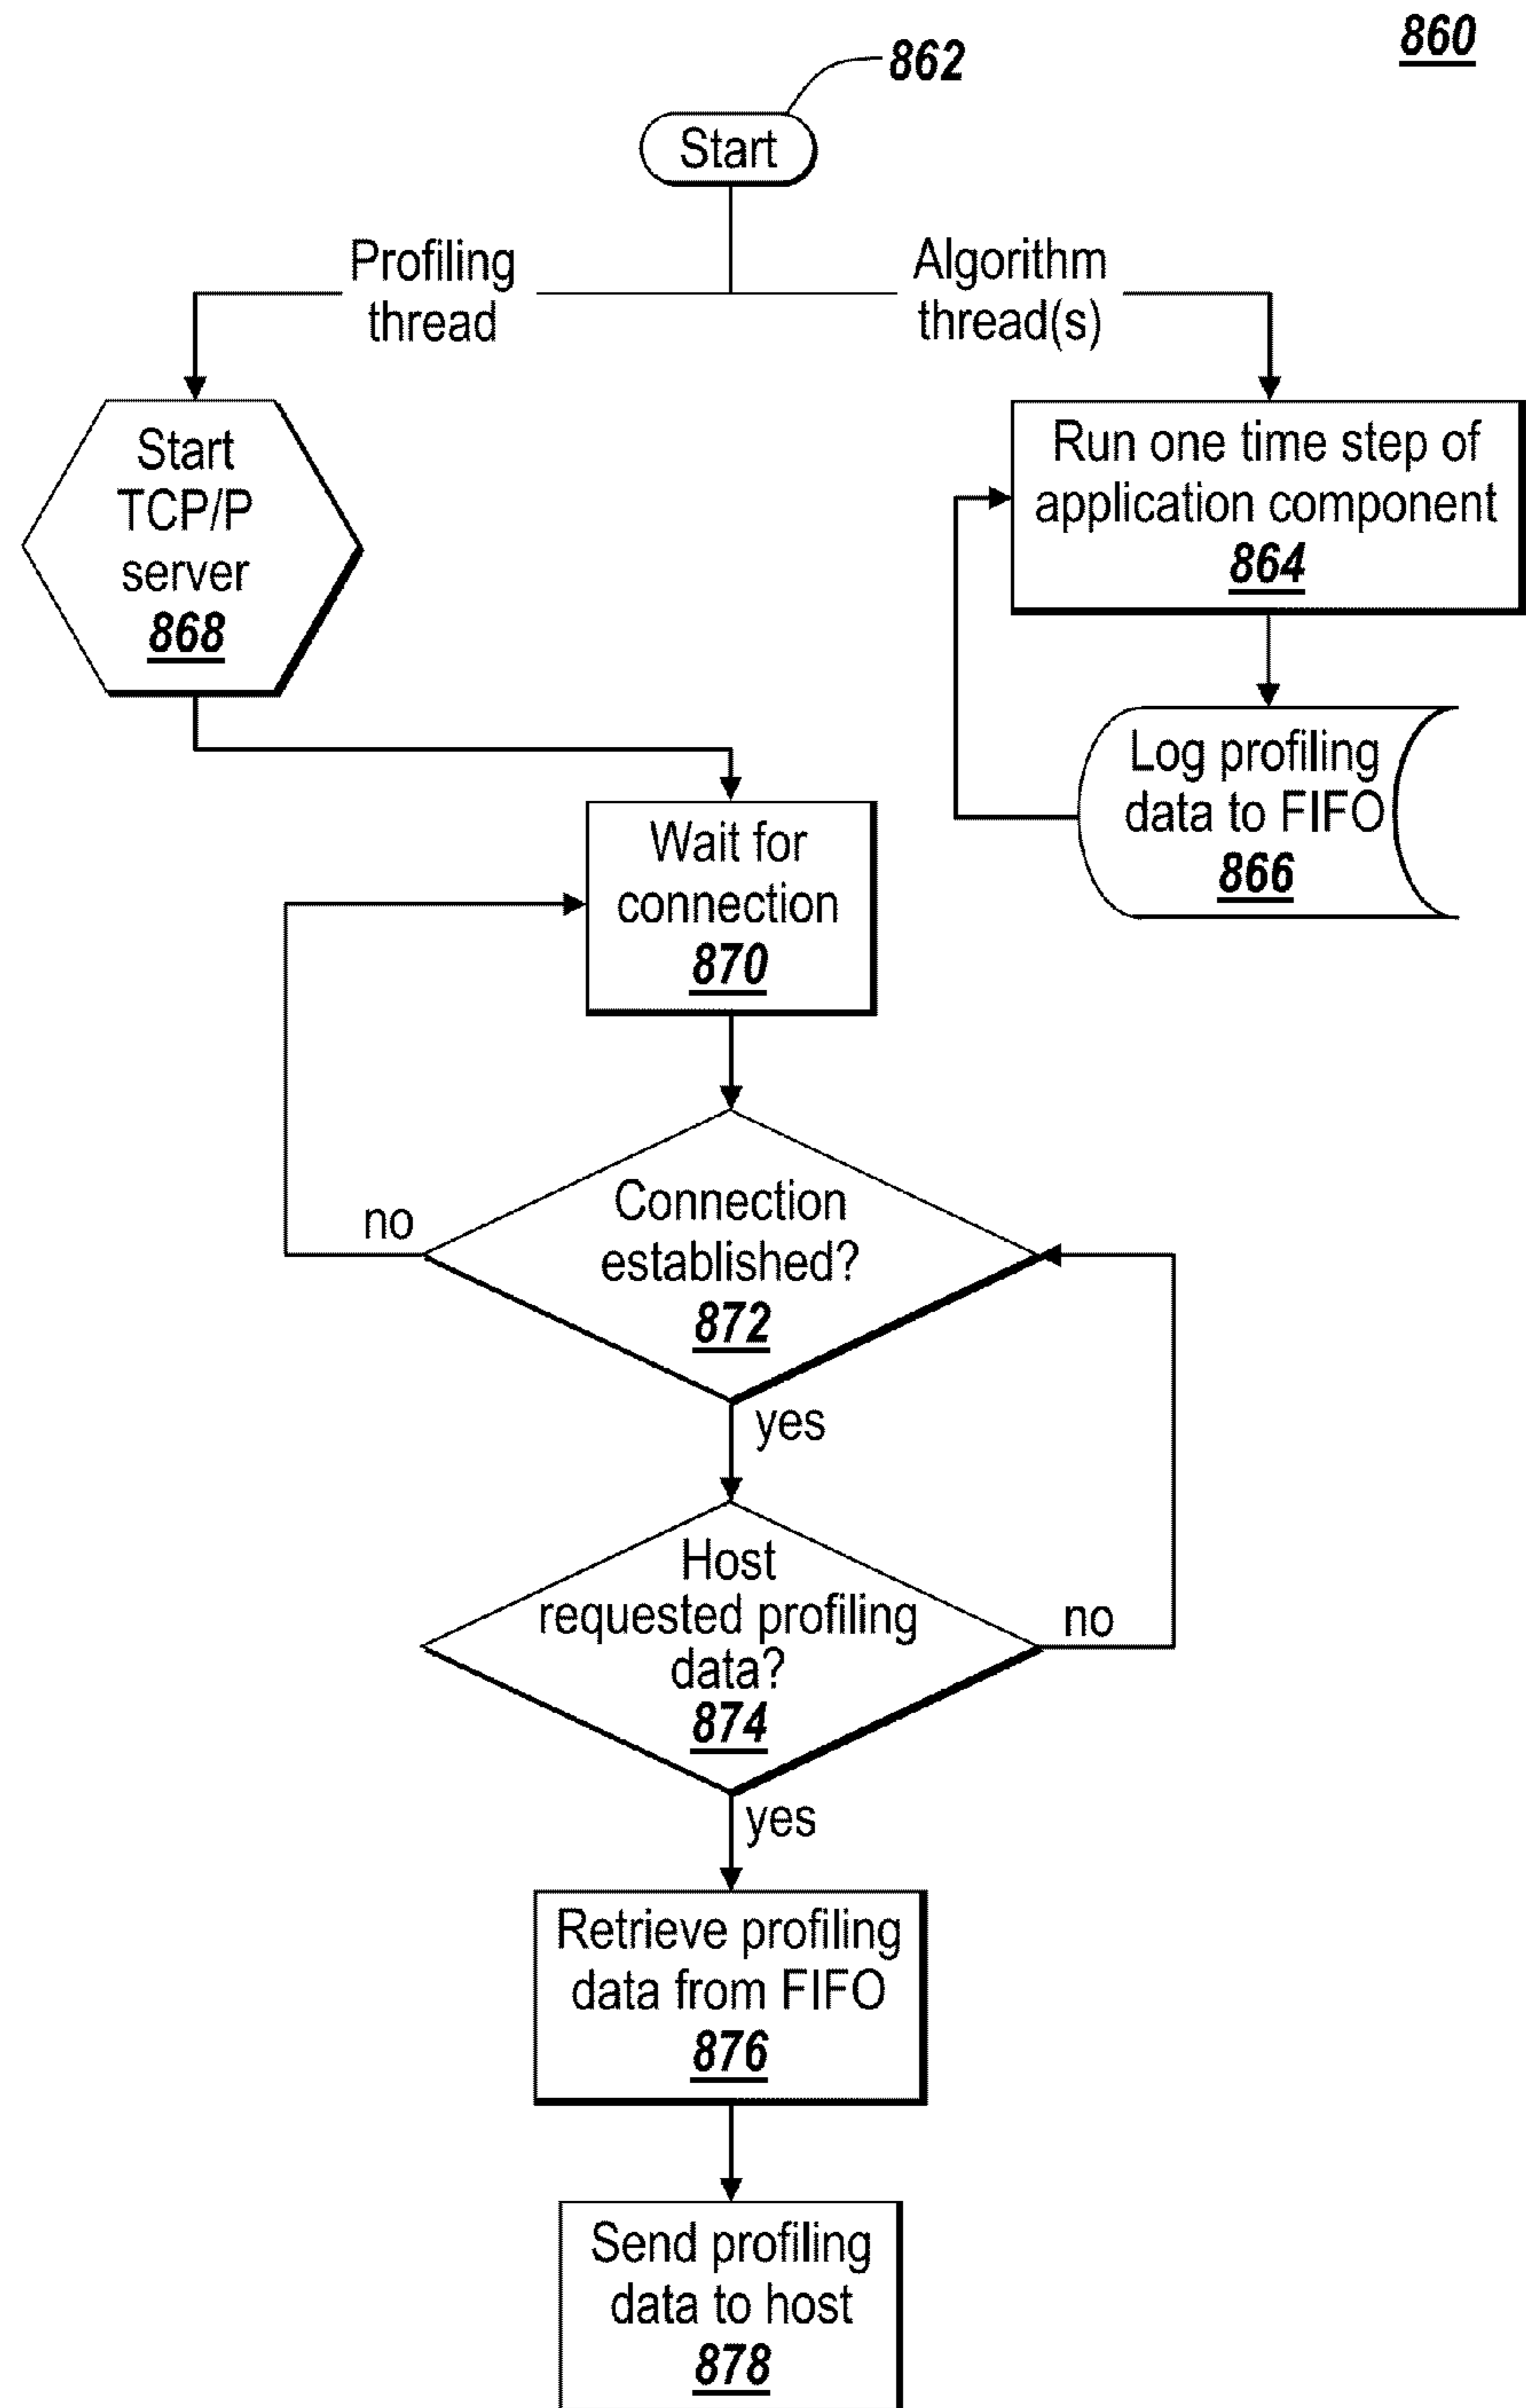 860
862
Start
Profiling
thread
Algorithm
thread(s)
Start
TCP/P
server
868
Run one time step of
application component
864
Log profiling
data to FIFO
866
Wait for
connection
870
no
Connection
established?
872
yes
Host
requested profiling
data?
874
no
yes
Retrieve profiling
data from FIFO
876
Send profiling
data to host
878